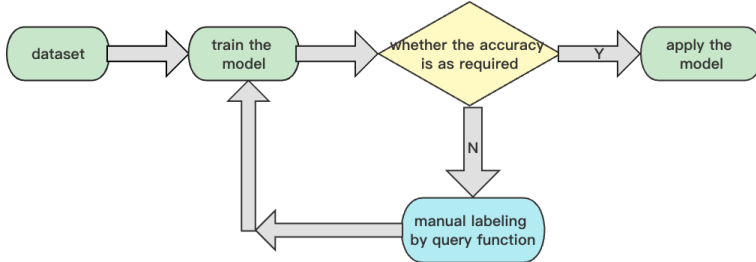 dataset
train the
model
whether the accuracy
is as required
Y
apply the
model
N
manual labeling
by query function